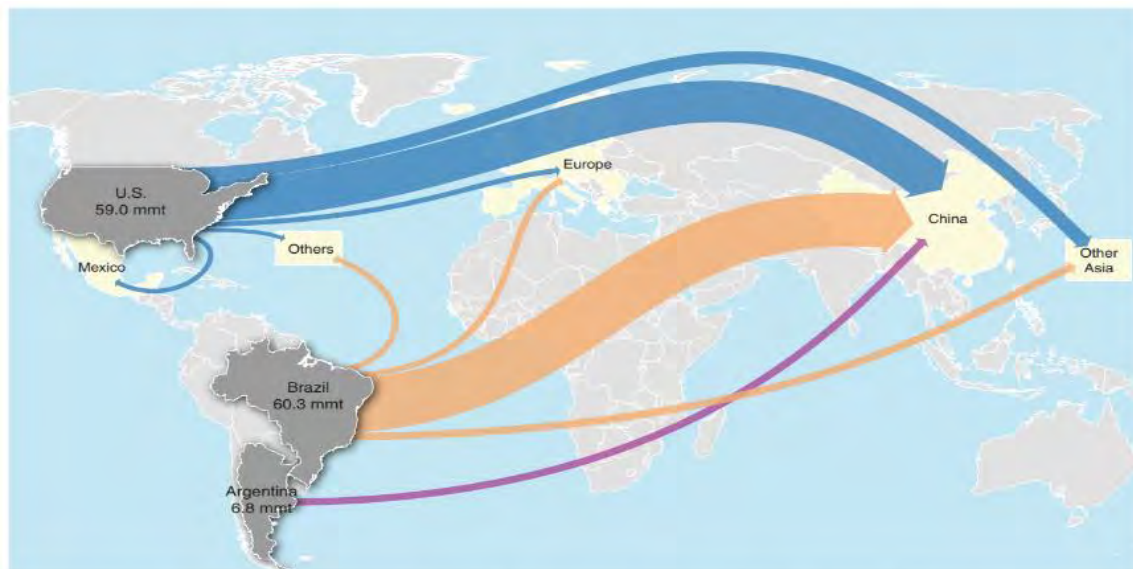 Europe
U.S.
59.0 mmt
China
Others
Mexico
Other
Asia
Brazil
60.3 mmt
Argentina
6.8 mmt